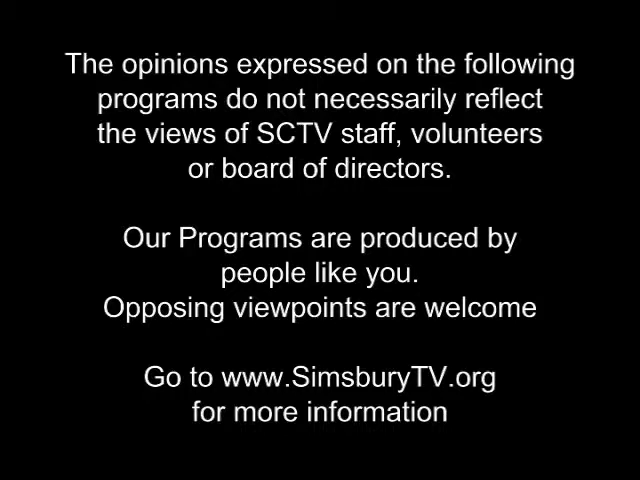 The opinions expressed on the following
programs do not necessarily reflect
the views of SCTV staff, volunteers
or board of directors.
Our Programs are produced by
people like you.
Opposing viewpoints are welcome
Go to www.SimsburyTV.org
for more information